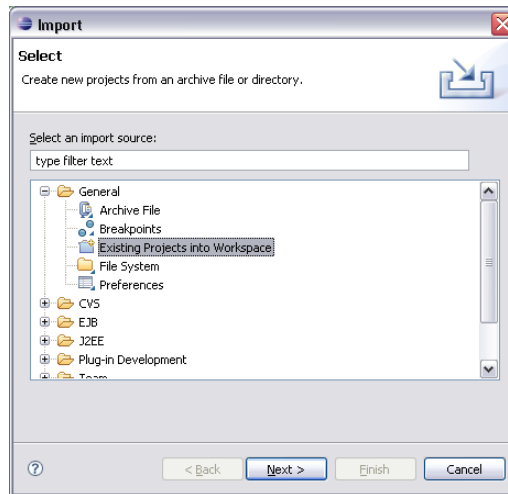 Import
Select
Create new projects from an archive file or directory.
Select an import source:
type filter text
General
Archive File
Breakpoints
Existing Projects into Workspace
File System
Preferences
CVS
EJB
J2EE
Plug-in Development
Team
< Back Next > Finish Cancel